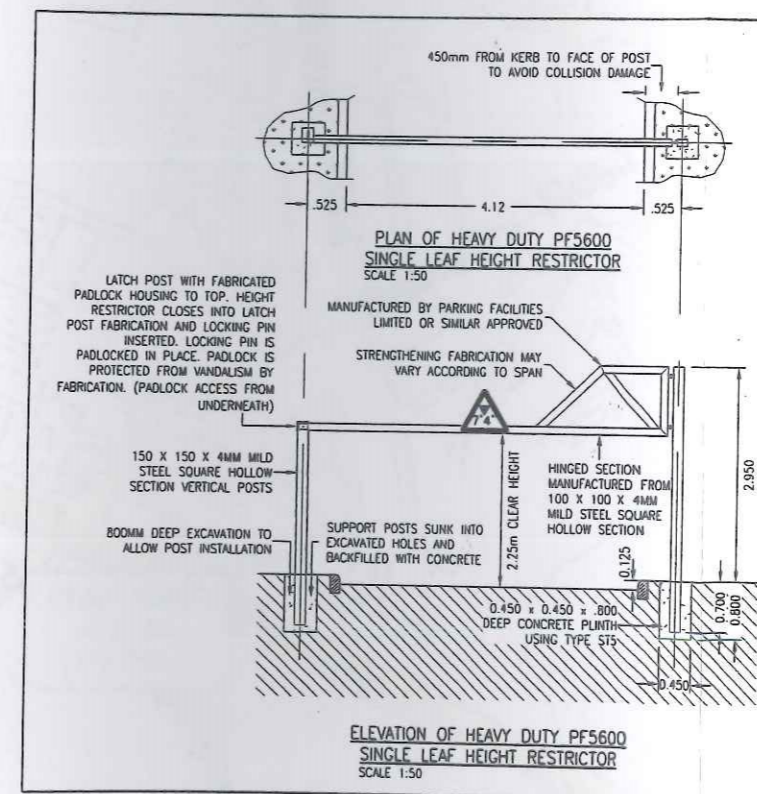 450mm FROM KERB TO FACE OF POST
TO AVOID COLLISION DAMAGE
.525
4.12
.525
PLAN OF HEAVY DUTY PF5600
SINGLE LEAF HEIGHT RESTRICTOR
SCALE 1:50
LATCH POST WITH FABRICATED
PADLOCK HOUSING TO TOP. HEIGHT
RESTRICTOR CLOSES INTO LATCH
POST FABRICATION AND LOCKING PIN
INSERTED. LOCKING PIN IS
PADLOCKED IN PLACE. PADLOCK IS
PROTECTED FROM VANDALISM BY
FABRICATION. (PADLOCK ACCESS FROM
UNDERNEATH)
MANUFACTURED BY PARKING FACILITIES
LIMITED OR SIMILAR APPROVED
STRENGTHENING FABRICATION MAY
VARY ACCORDING TO SPAN
7'4"
150 X 150 X 4MM MILD
STEEL SQUARE HOLLOW
SECTION VERTICAL POSTS
2.25m CLEAR HEIGHT
HINGED SECTION
MANUFACTURED FROM
100 X 100 X 4MM
MILD STEEL SQUARE
HOLLOW SECTION
2.950
800MM DEEP EXCAVATION TO
ALLOW POST INSTALLATION
SUPPORT POSTS SUNK INTO
EXCAVATED HOLES AND
BACKFILLED WITH CONCRETE
0.125
0.450 x 0.450 x .800
DEEP CONCRETE PLINTH
USING TYPE ST5
0.700
0.800
0.450
ELEVATION OF HEAVY DUTY PF5600
SINGLE LEAF HEIGHT RESTRICTOR
SCALE 1:50